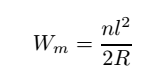 W_m = \frac{nl^2}{2R}